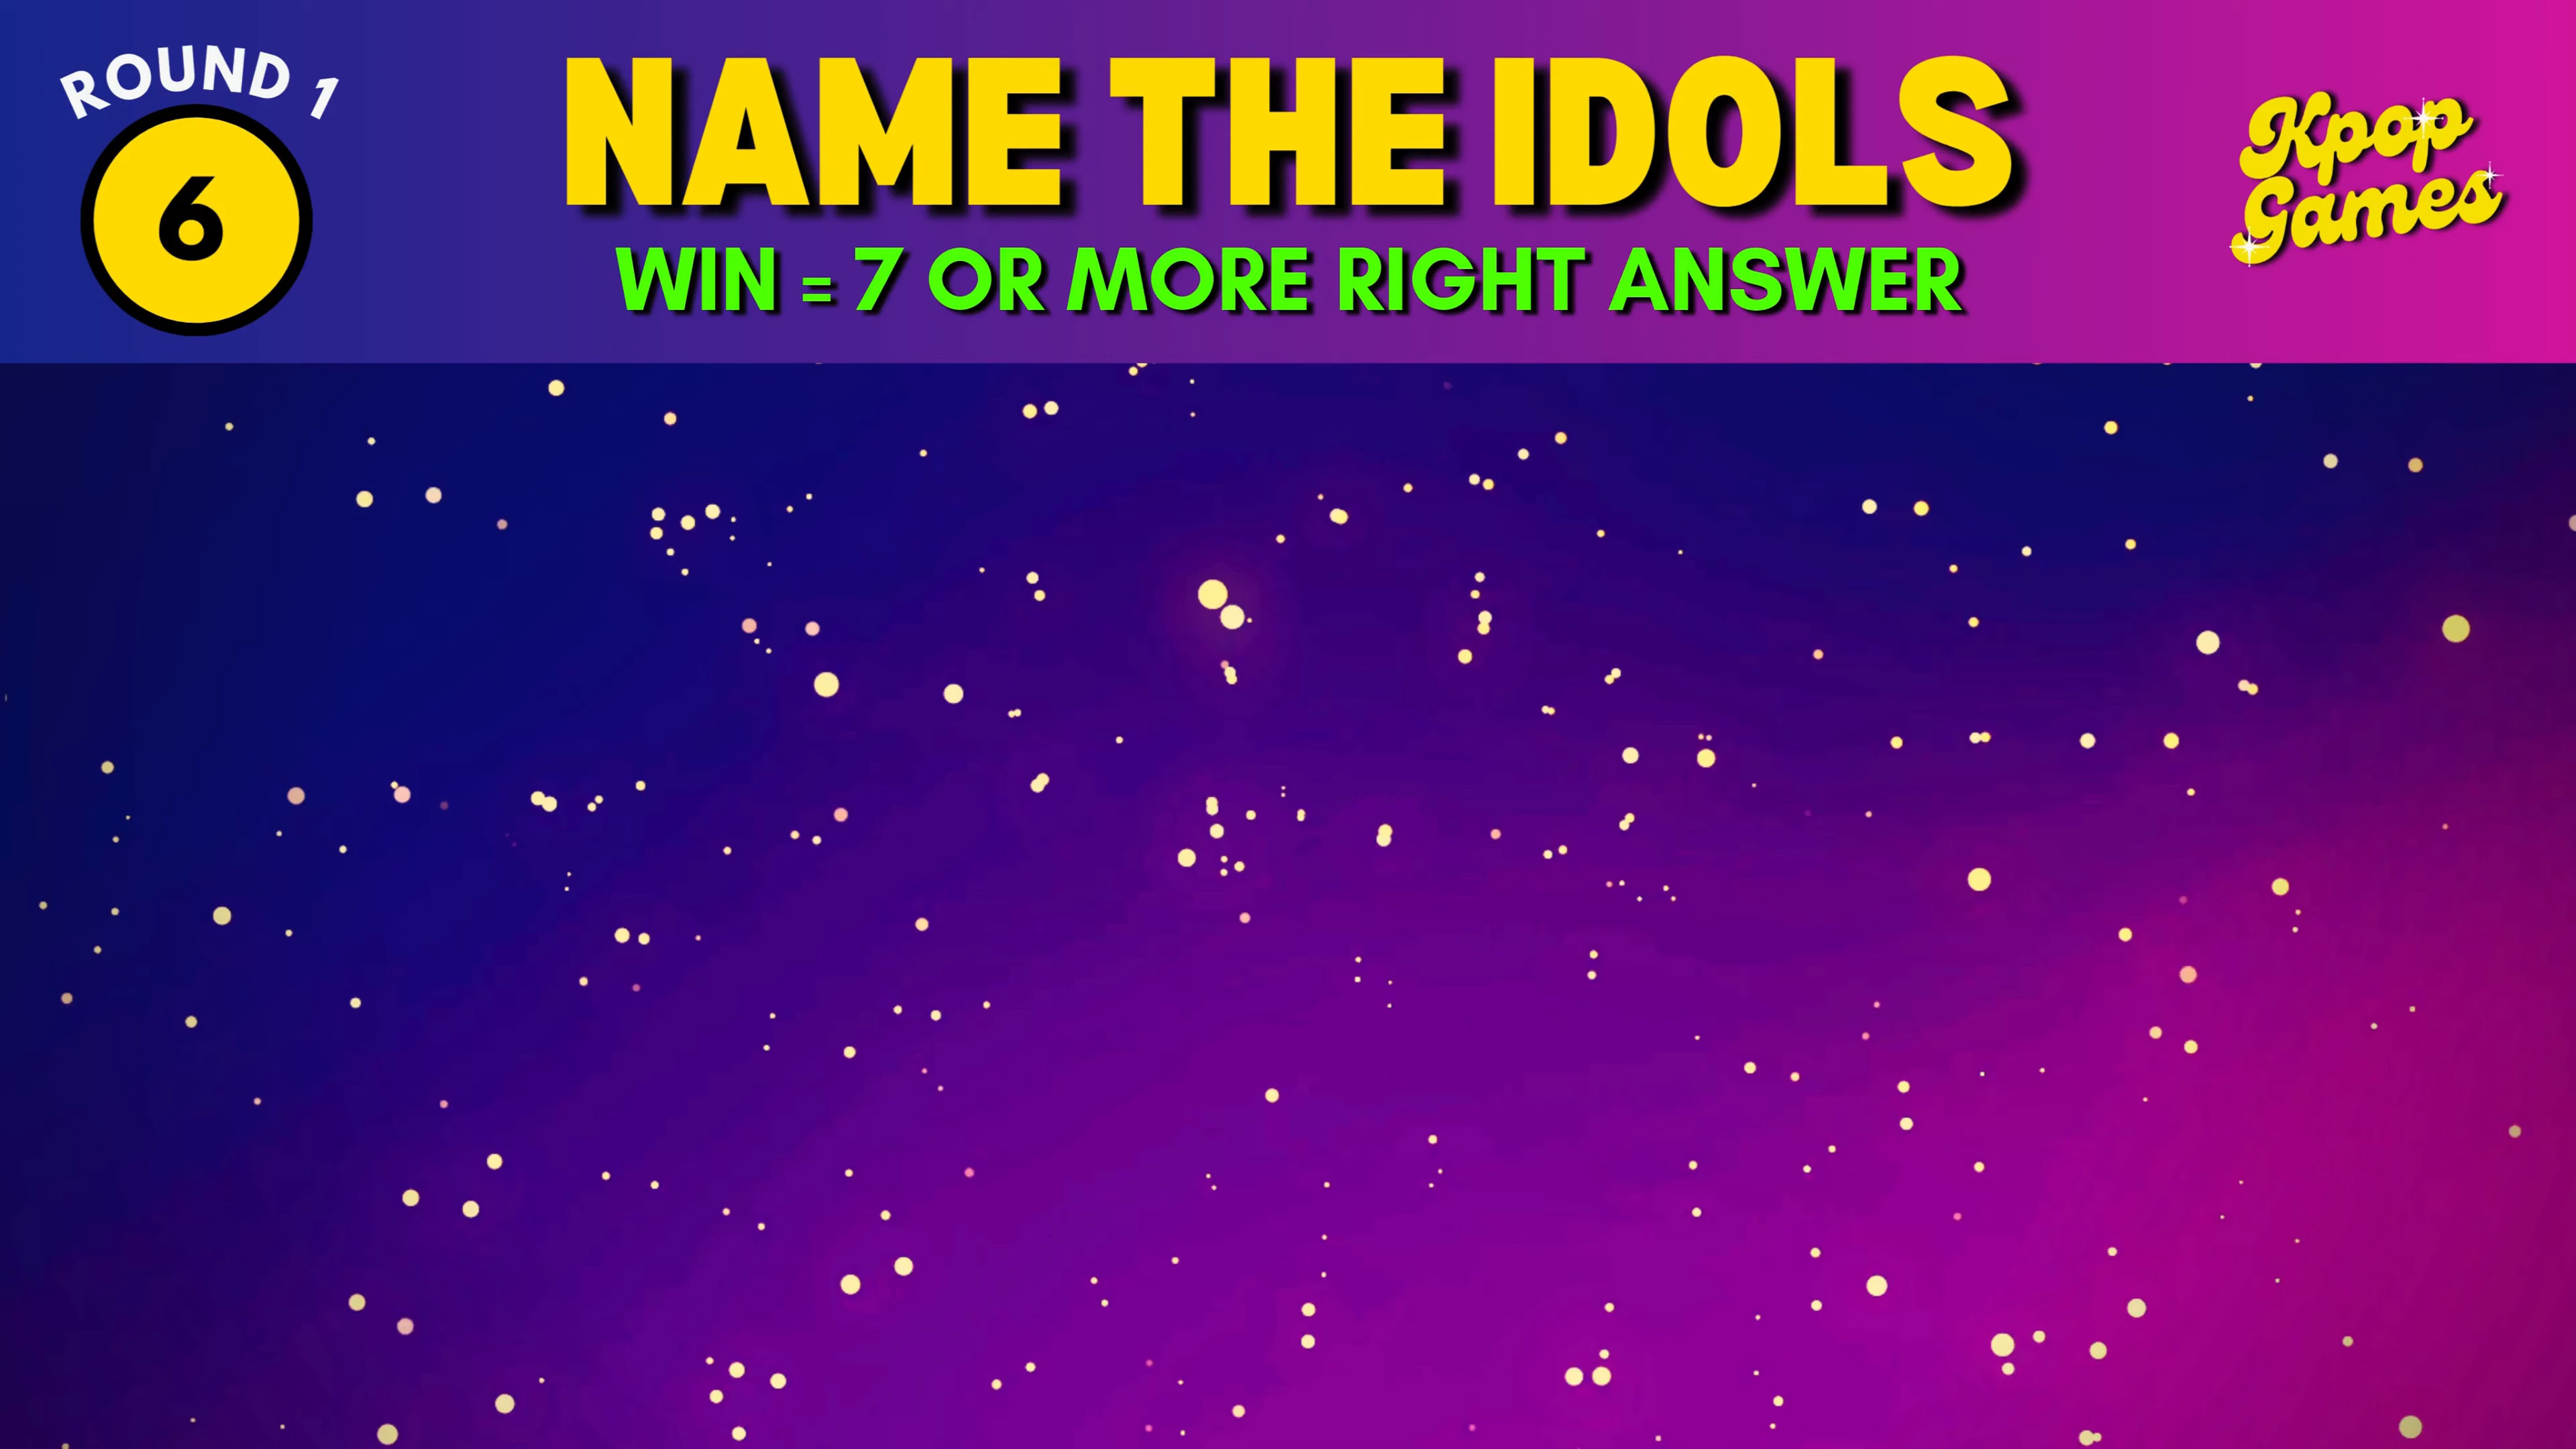 ROUND 1
6
NAME THE IDOLS
WIN = 7 OR MORE RIGHT ANSWER
Kpop
Games